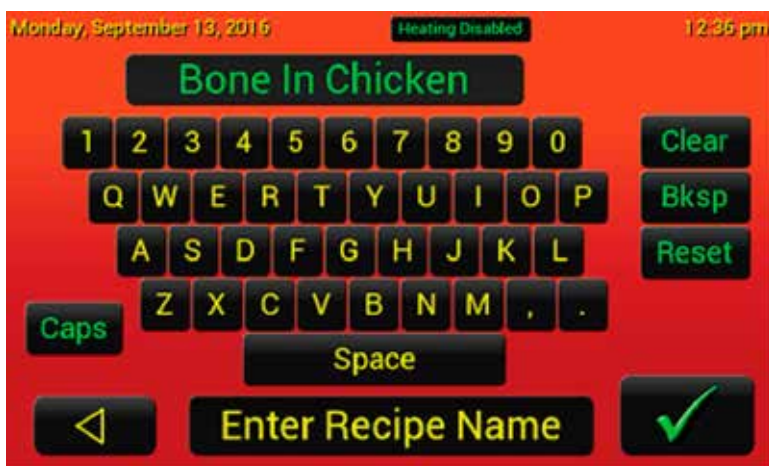 Monday, September 13, 2016 Heating Disabled 12:36 pm
Bone In Chicken
1 2 3 4 5 6 7 8 9 0 Clear
Q W E R T Y U I O P Bksp
A S D F G H J K L Reset
Z X C V B N M , .
Caps
Space
Enter Recipe Name